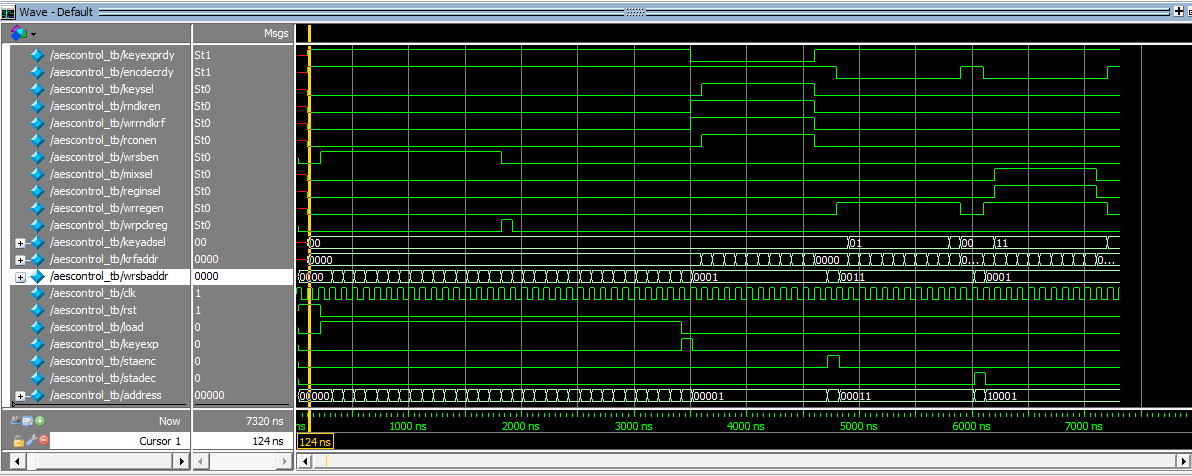 Wave - Default
Msgs
/aescontrol_tb/keyexprdy St1
/aescontrol_tb/encdecrdy St1
/aescontrol_tb/keysel St0
/aescontrol_tb/rndkren St0
/aescontrol_tb/wrrndkrf St0
/aescontrol_tb/rconen St0
/aescontrol_tb/wrsben St0
/aescontrol_tb/mixsel St0
/aescontrol_tb/reginsel St0
/aescontrol_tb/wrregen St0
/aescontrol_tb/wrpckreg St0
/aescontrol_tb/keyadsel 00 00 01 00 11
/aescontrol_tb/krfaddr 0000 0000 0000 0... 0...
/aescontrol_tb/wrsbaddr 0000 0000 0001 0011 0001
/aescontrol_tb/clk 1
/aescontrol_tb/rst 1
/aescontrol_tb/load 0
/aescontrol_tb/keyexp 0
/aescontrol_tb/staenc 0
/aescontrol_tb/stadec 0
/aescontrol_tb/address 00000 00000 00001 00011 10001
Now 7320 ns ns 1000 ns 2000 ns 3000 ns 4000 ns 5000 ns 6000 ns 7000 ns
Cursor 1 124 ns 124 ns